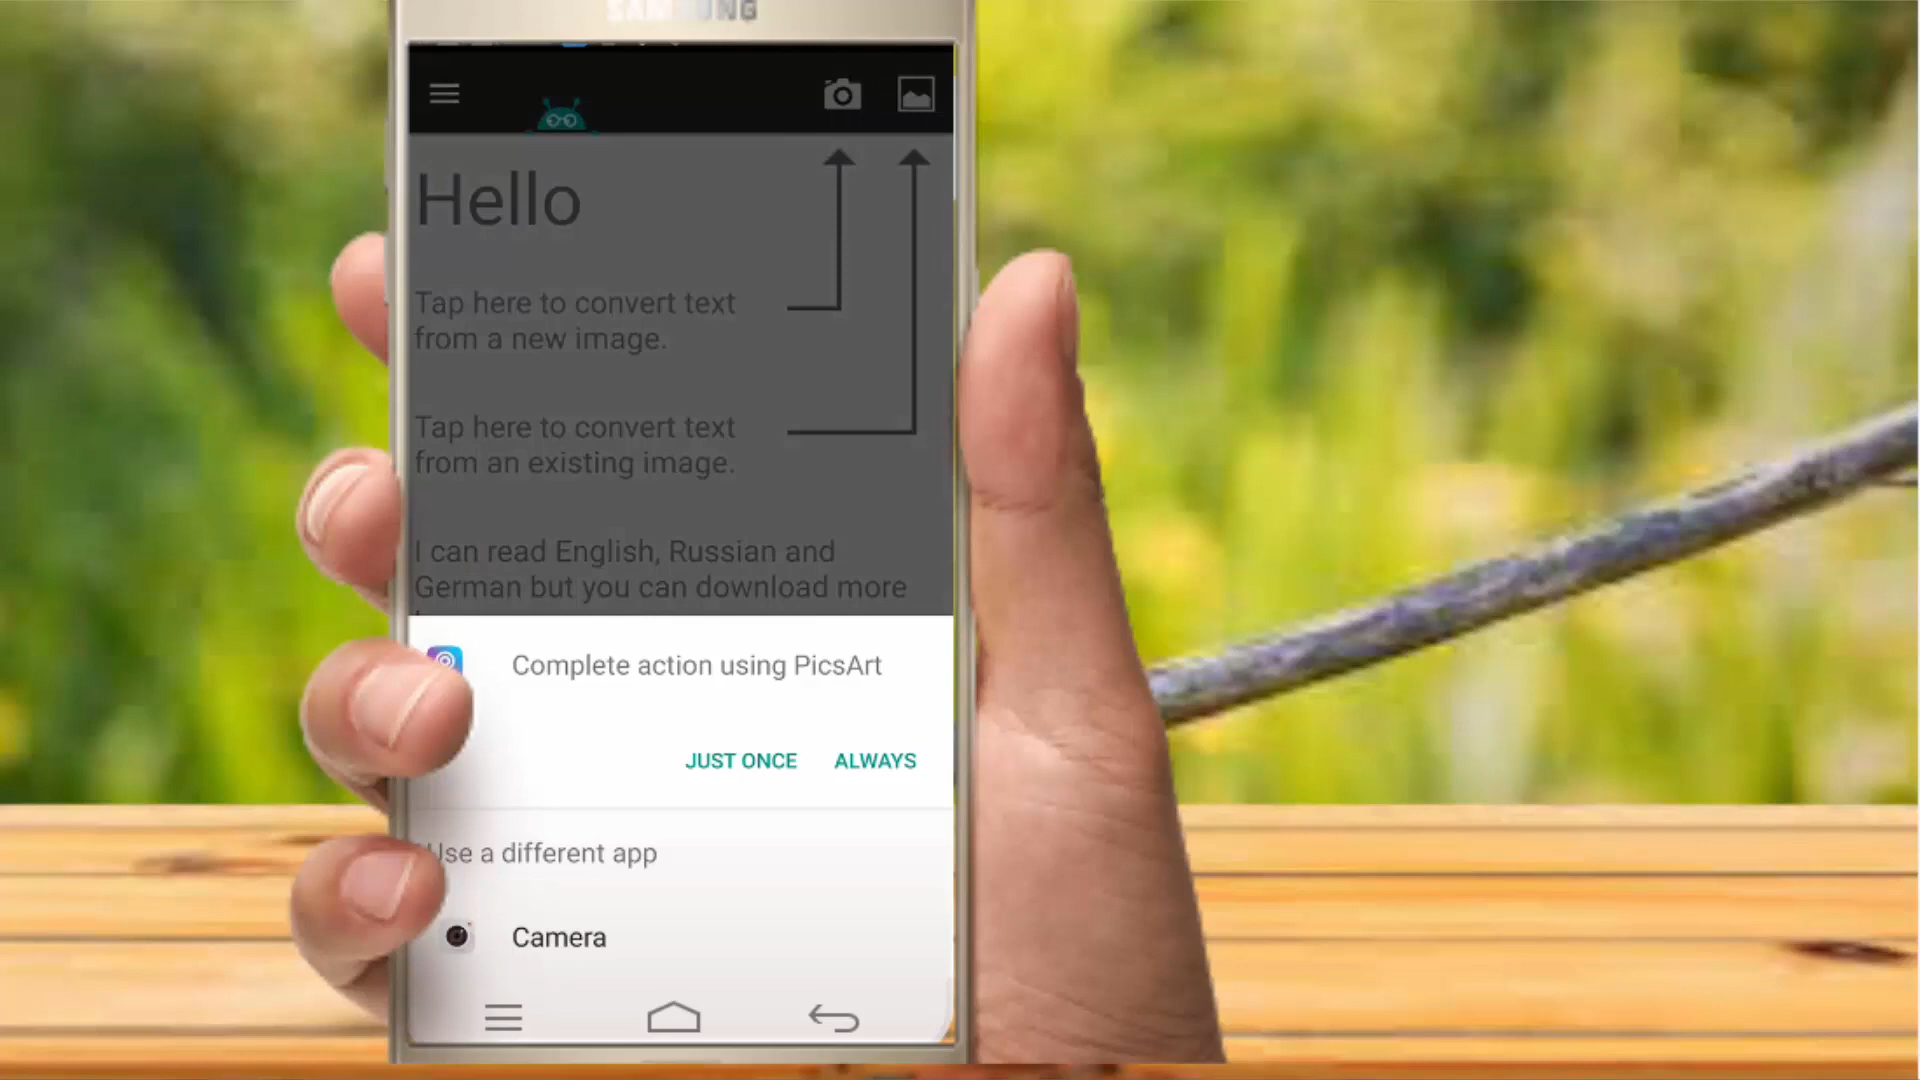 SAMSUNG
Hello
Tap here to convert text
from a new image.
Tap here to convert text
from an existing image.
I can read English, Russian and
German but you can download more
Complete action using PicsArt
JUST ONCE ALWAYS
Use a different app
Camera